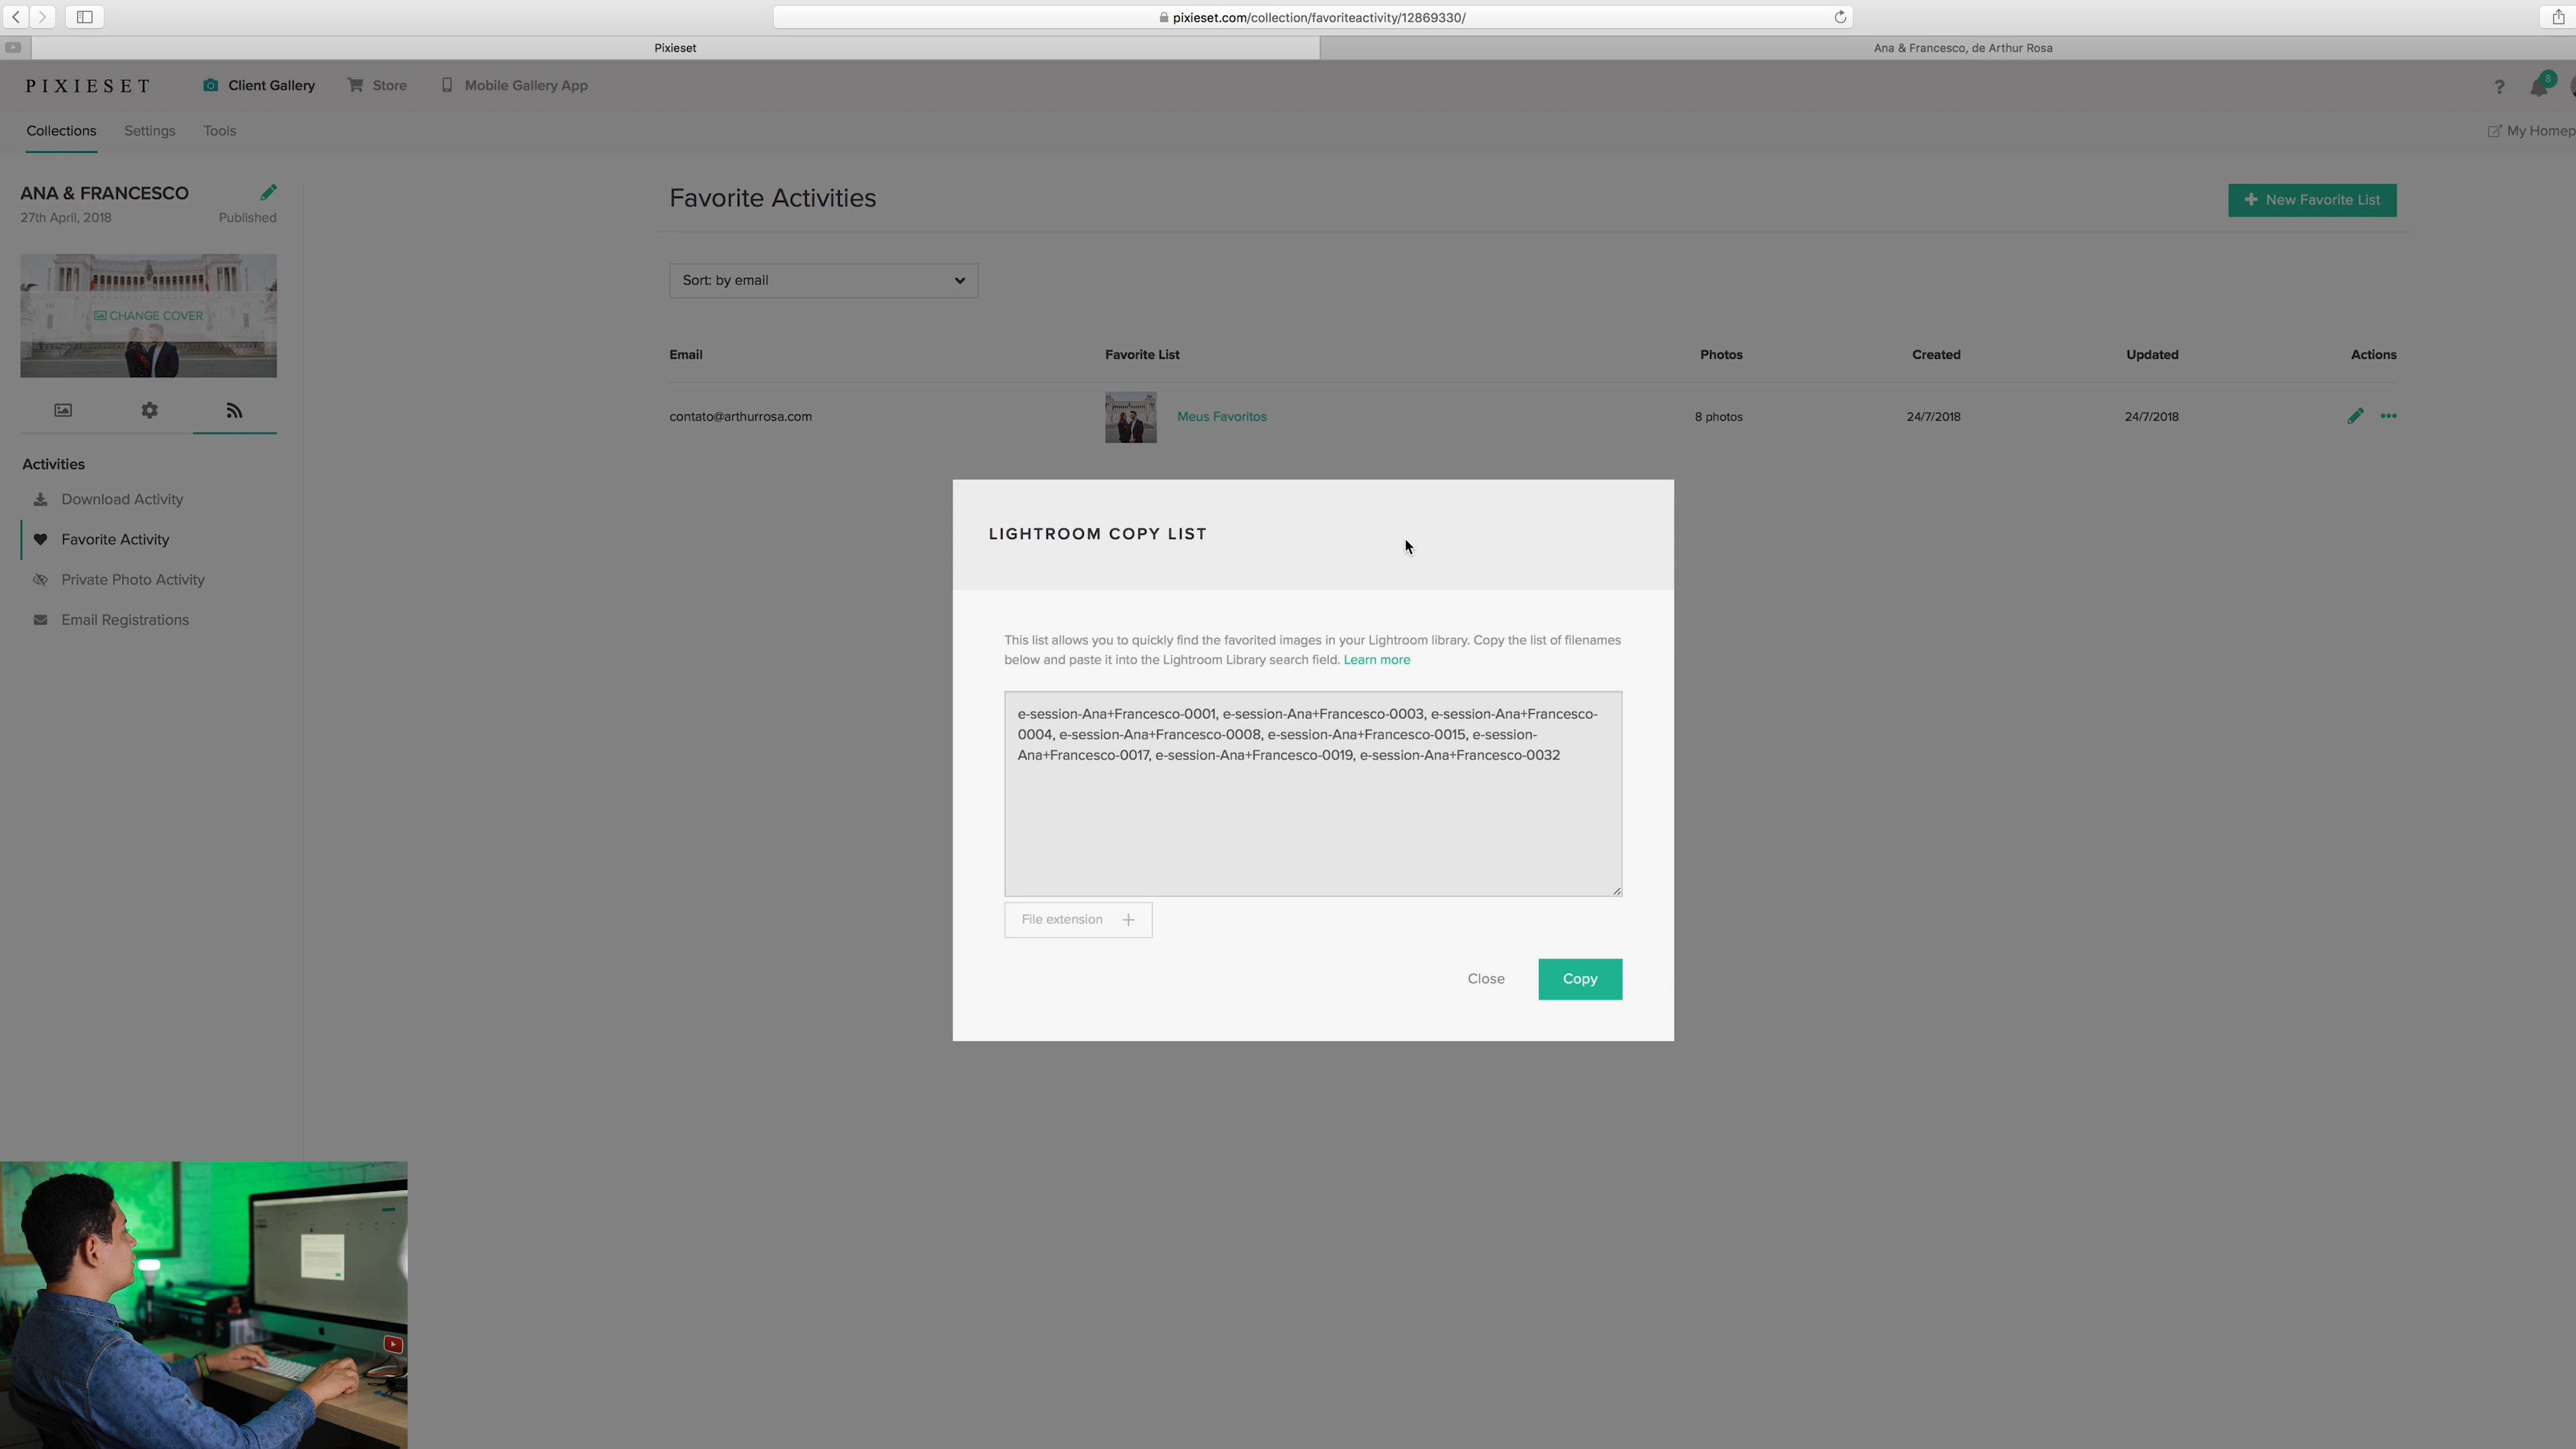 pixieset.com/collection/favoriteactivity/12869330/
Pixieset
Ana & Francesco, de Arthur Rosa
PIXIESET
Client Gallery
Store
Mobile Gallery App
?
8
Collections
Settings
Tools
My Homep
ANA & FRANCESCO
27th April, 2018
Published
CHANGE COVER
Activities
Download Activity
Favorite Activity
Private Photo Activity
Email Registrations
Favorite Activities
+ New Favorite List
Sort: by email
Email
Favorite List
Photos
Created
Updated
Actions
contato@arthurrosa.com
Meus Favoritos
8 photos
24/7/2018
24/7/2018
LIGHTROOM COPY LIST
This list allows you to quickly find the favorited images in your Lightroom library. Copy the list of filenames
below and paste it into the Lightroom Library search field. Learn more
e-session-Ana+Francesco-0001, e-session-Ana+Francesco-0003, e-session-Ana+Francesco-
0004, e-session-Ana+Francesco-0008, e-session-Ana+Francesco-0015, e-session-
Ana+Francesco-0017, e-session-Ana+Francesco-0019, e-session-Ana+Francesco-0032
File extension +
Close
Copy